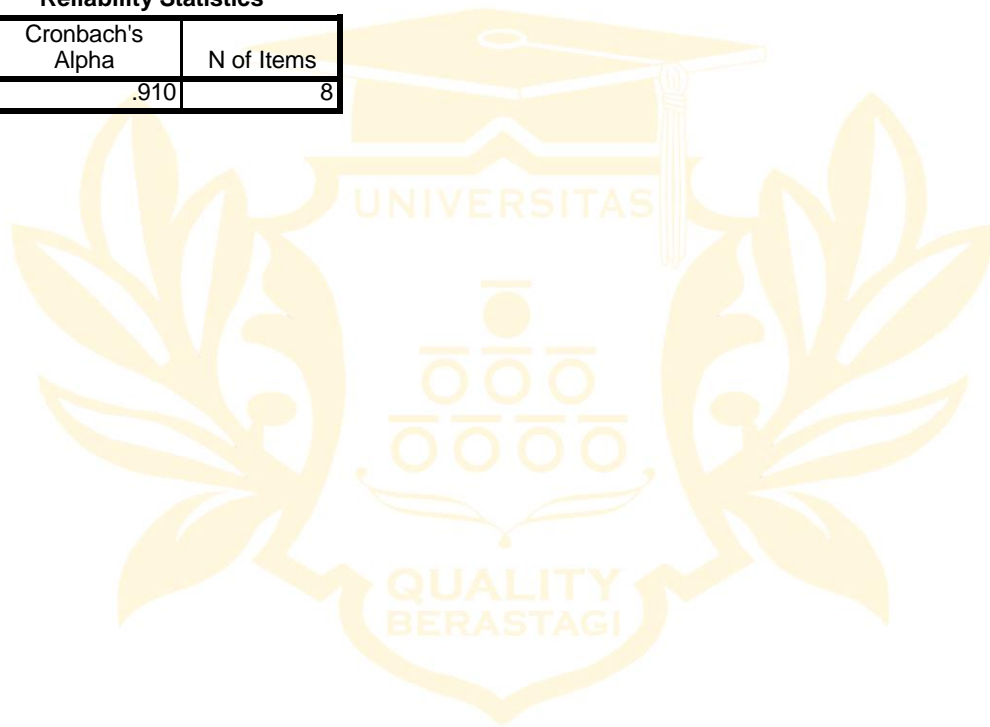 Reliability Statistics
Cronbach's
Alpha N of Items
.910 8
UNIVERSITAS
QUALITY
BERASTAGI